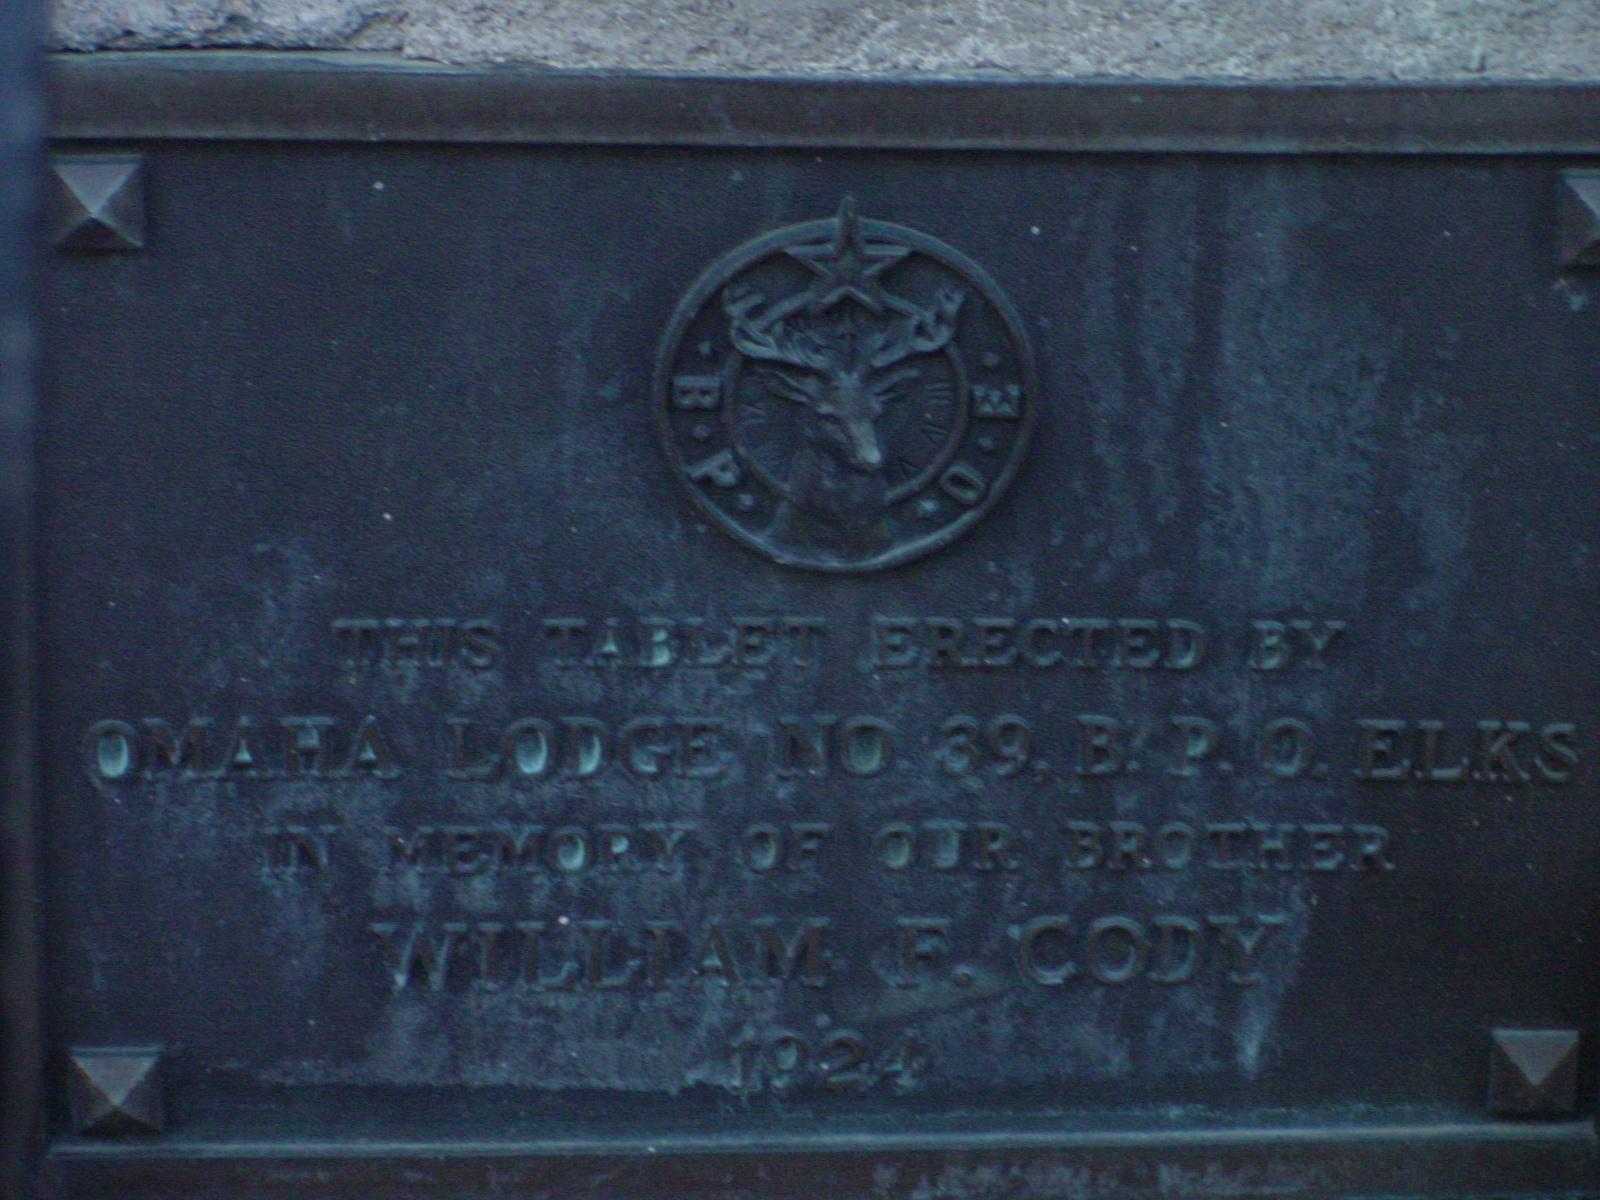 B·P·O·E
THIS TABLET ERECTED BY
OMAHA LODGE NO 39, B. P. O. ELKS
IN MEMORY OF OUR BROTHER
WILLIAM F. CODY
1924